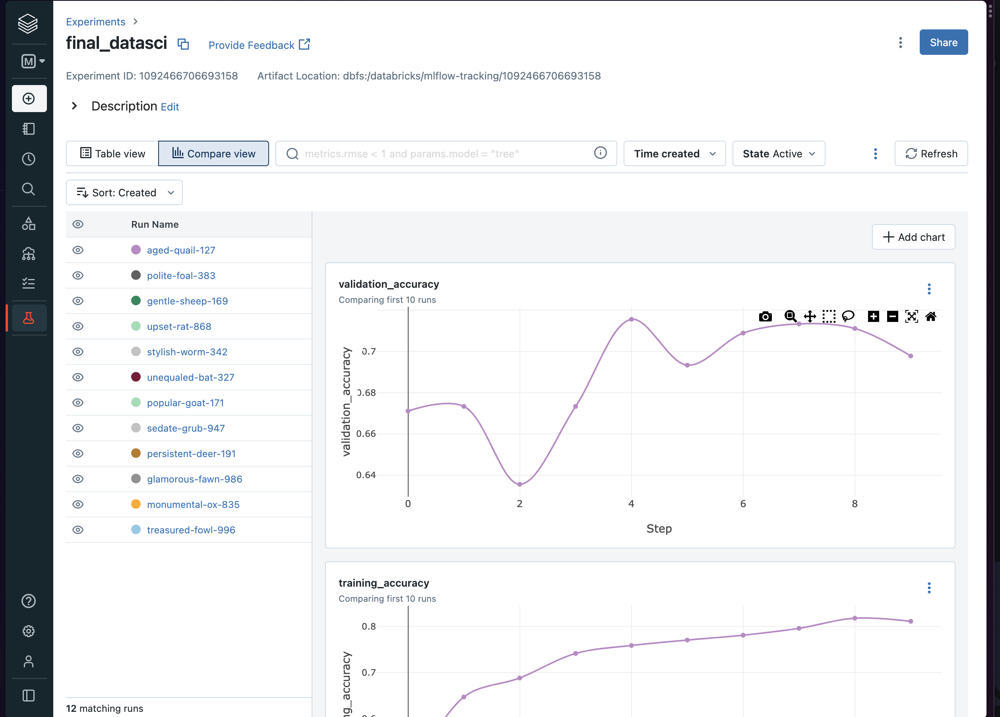 Experiments
final_datasci
Provide Feedback
Share
Experiment ID: 1092466706693158
Artifact Location: dbfs:/databricks/mlflow-tracking/1092466706693158
M
Description Edit
Table view
Compare view
metrics.rmse < 1 and params.model = "tree"
Time created
State Active
Refresh
Sort: Created
Run Name
aged-quail-127
polite-foal-383
gentle-sheep-169
upset-rat-868
stylish-worm-342
unequaled-bat-327
popular-goat-171
sedate-grub-947
persistent-deer-191
glamorous-fawn-986
monumental-ox-835
treasured-fowl-996
12 matching runs
Add chart
validation_accuracy
Comparing first 10 runs
validation_accuracy
0.7
0.68
0.66
0.64
0 2 4 6 8
Step
training_accuracy
Comparing first 10 runs
ng_accuracy
0.8
0.7